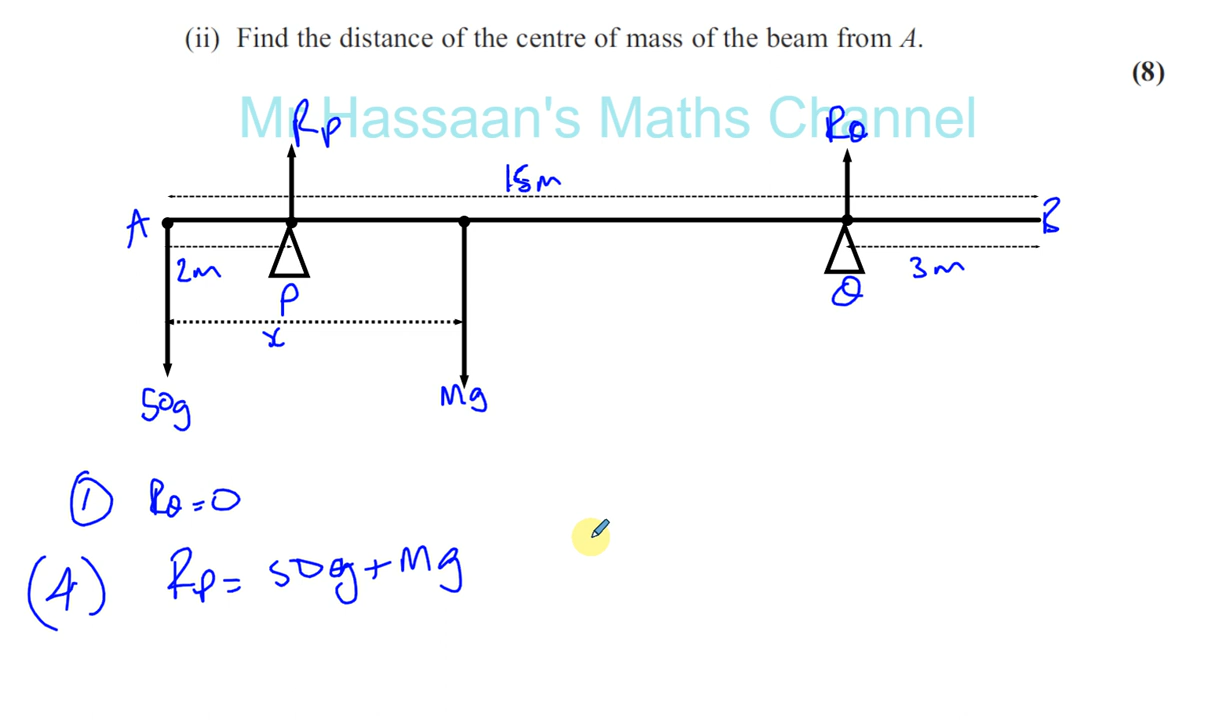 (ii) Find the distance of the centre of mass of the beam from A.
(8)
Mr Hassaan's Maths Channel
Rp
RQ
15m
A
B
2m
3m
P
Q
x
50g
Mg
① RQ=0
(4) Rp= 50g+Mg